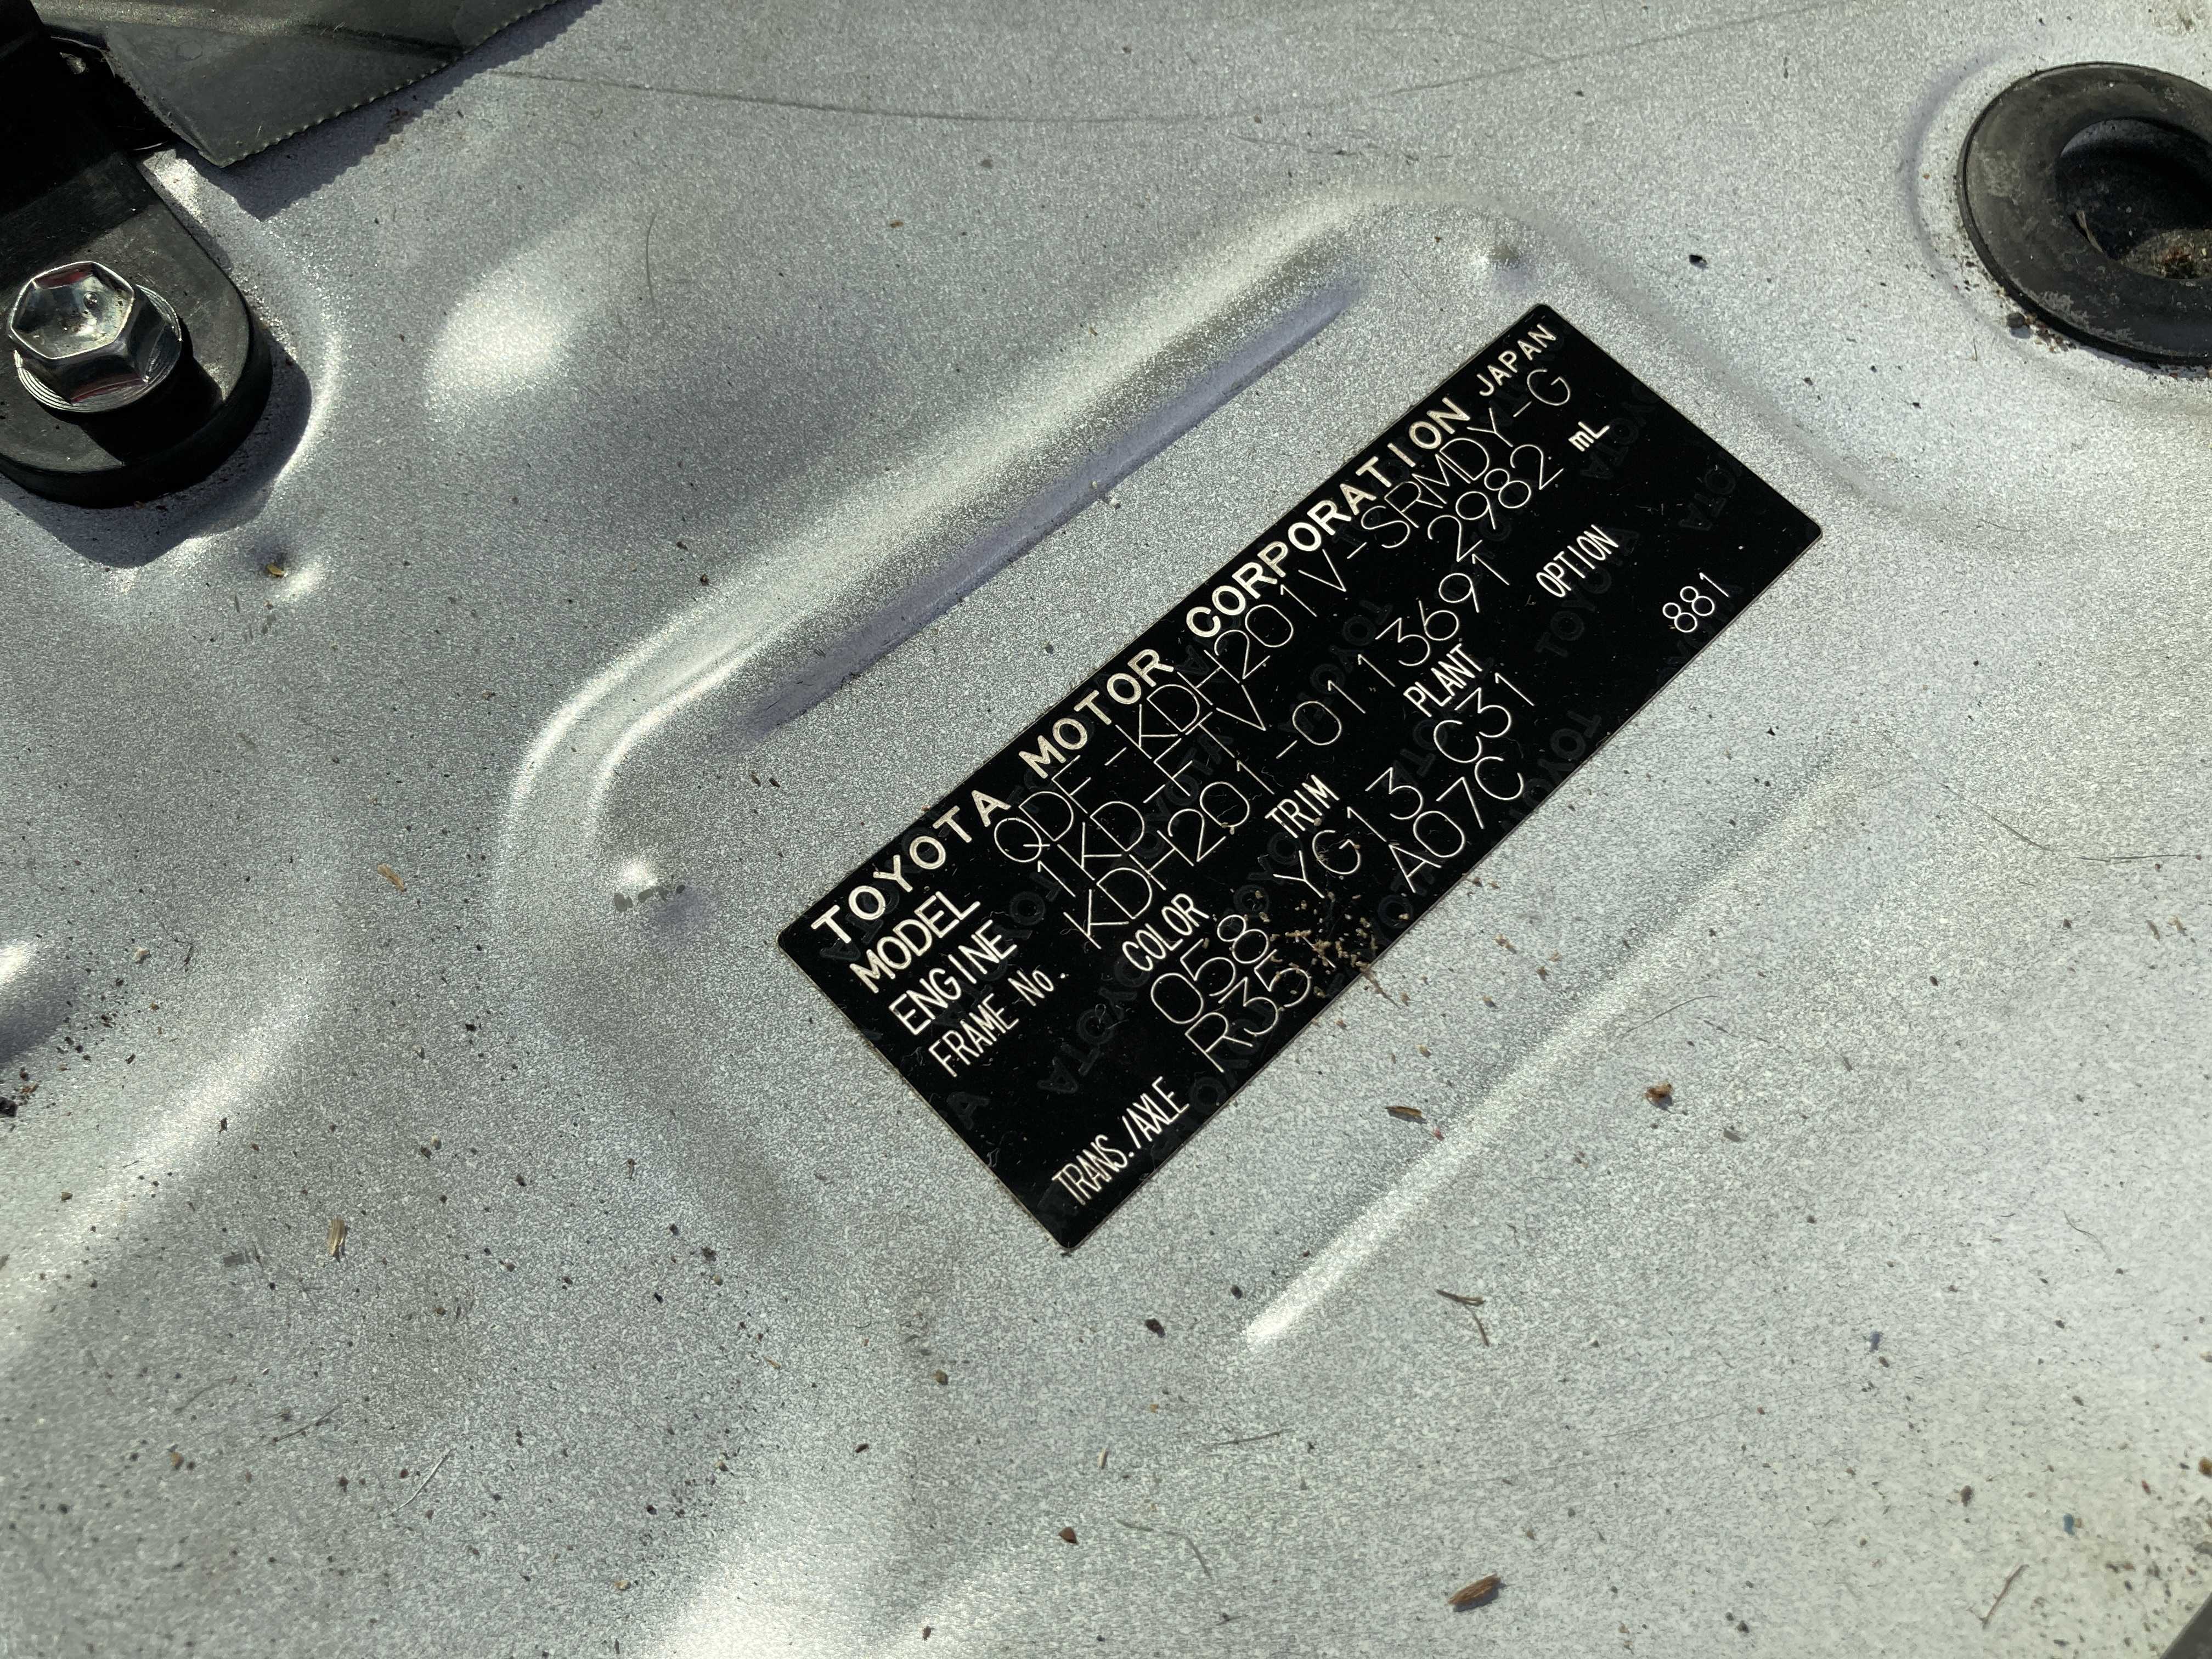 TOYOTA MOTOR CORPORATION JAPAN
MODEL QDF-KDH201V-SRMDY-G
ENGINE 1KD-FTV 2982 mL
FRAME No. KDH201-0113691
COLOR TRIM PLANT OPTION
058 YG13 C31 881
TRANS./AXLE R35 A07C